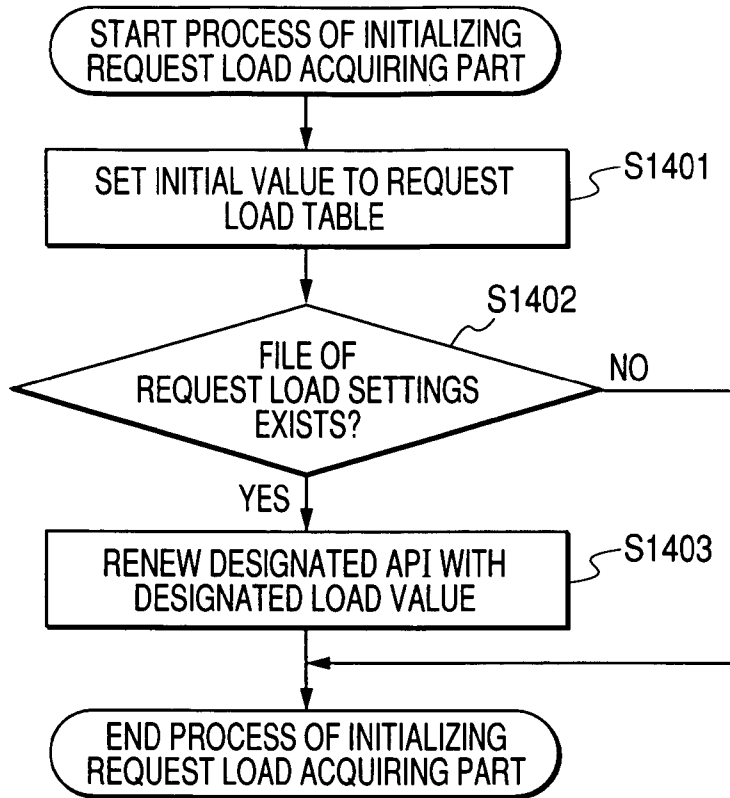 START PROCESS OF INITIALIZING
REQUEST LOAD ACQUIRING PART
SET INITIAL VALUE TO REQUEST
LOAD TABLE
S1401
S1402
FILE OF
REQUEST LOAD SETTINGS
EXISTS?
NO
YES
RENEW DESIGNATED API WITH
DESIGNATED LOAD VALUE
S1403
END PROCESS OF INITIALIZING
REQUEST LOAD ACQUIRING PART